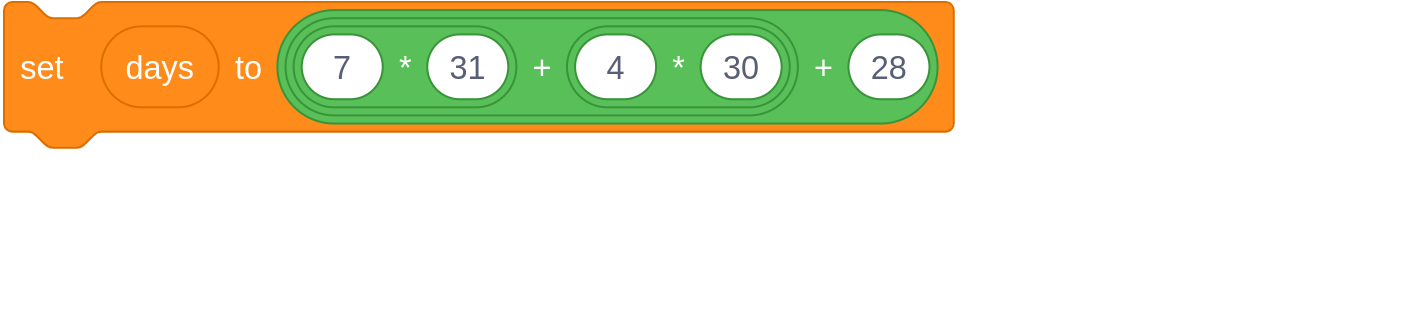 set days to 7 * 31 + 4 * 30 + 28